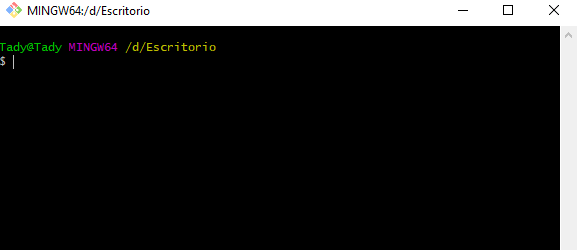 MINGW64:/d/Escritorio
Tady@Tady MINGW64 /d/Escritorio
$